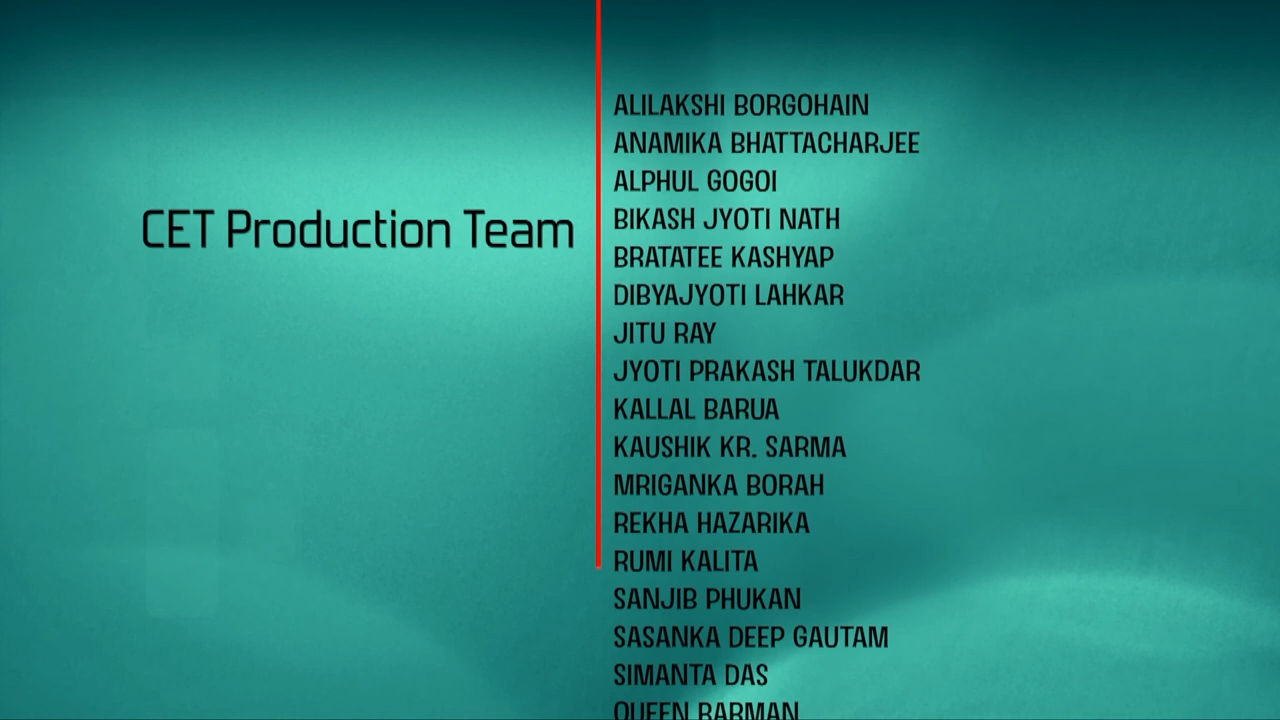 CET Production Team
ALILAKSHI BORGOHAIN
ANAMIKA BHATTACHARJEE
ALPHUL GOGOI
BIKASH JYOTI NATH
BRATATEE KASHYAP
DIBYAJYOTI LAHKAR
JITU RAY
JYOTI PRAKASH TALUKDAR
KALLAL BARUA
KAUSHIK KR. SARMA
MRIGANKA BORAH
REKHA HAZARIKA
RUMI KALITA
SANJIB PHUKAN
SASANKA DEEP GAUTAM
SIMANTA DAS
QUEEN BARMAN